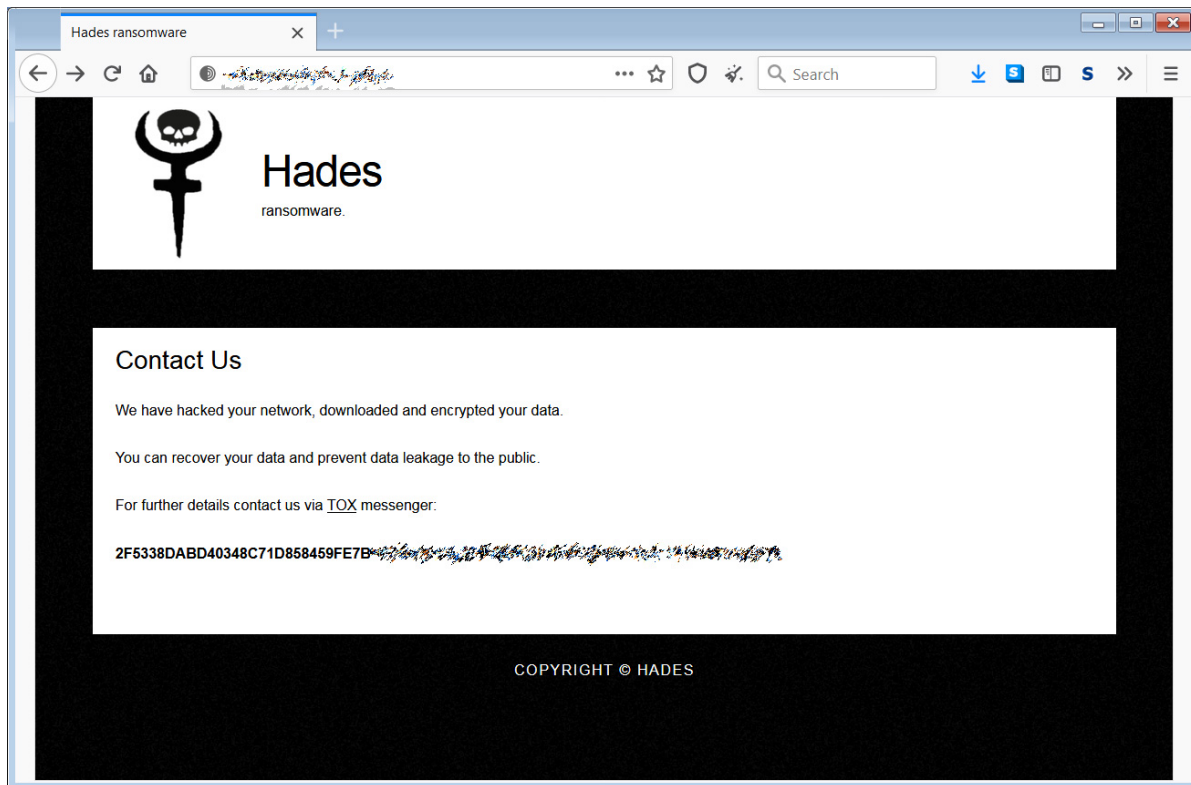 Hades ransomware
Search
Hades
ransomware.
Contact Us
We have hacked your network, downloaded and encrypted your data.
You can recover your data and prevent data leakage to the public.
For further details contact us via TOX messenger:
2F5338DABD40348C71D858459FE7B
COPYRIGHT © HADES